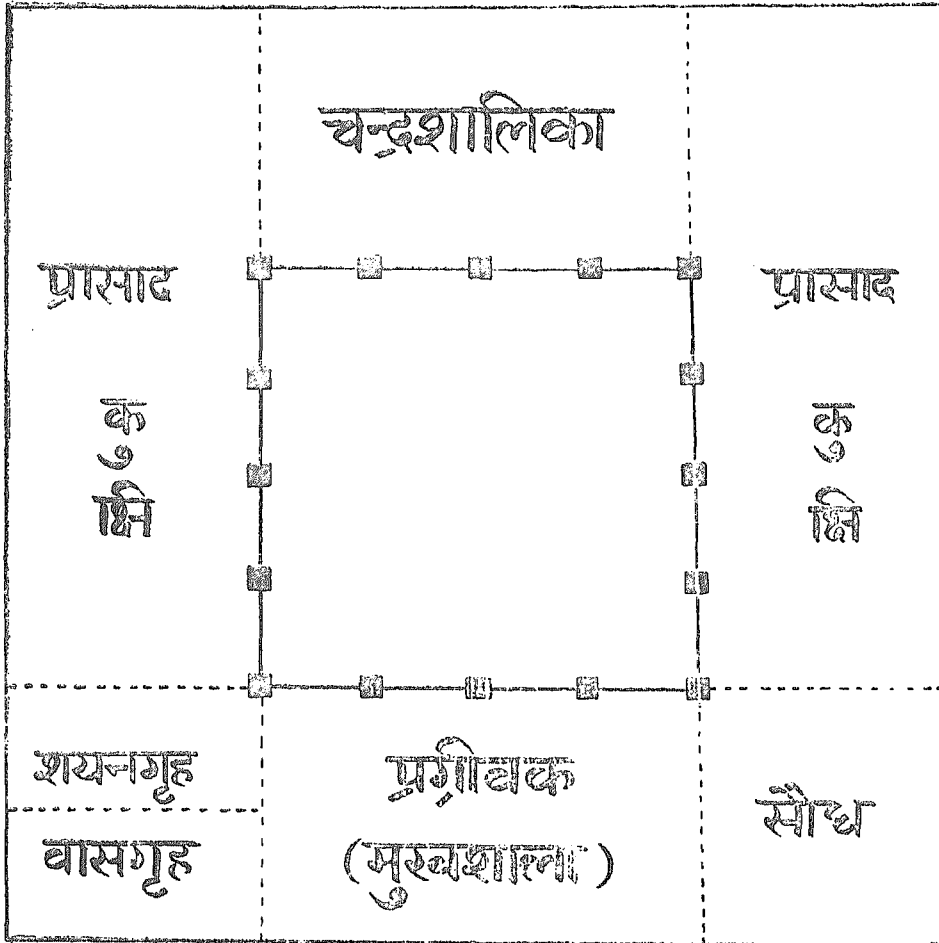 चन्द्रशालिका
प्रासाद
कु
क्षि
प्रासाद
कु
क्षि
शयनगृह
वासगृह
प्रग्रीवक
(मुखशाला)
सौध